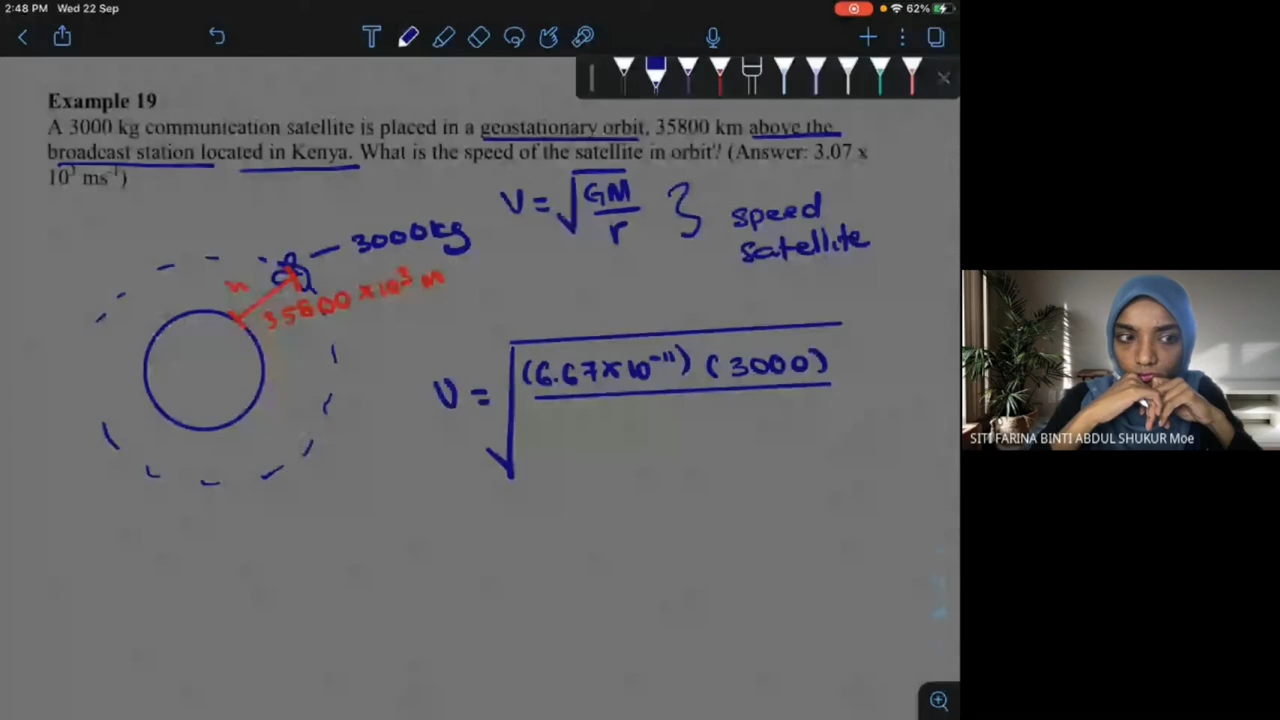 2:48 PM Wed 22 Sep
62%
Example 19
A 3000 kg communication satellite is placed in a geostationary orbit, 35800 km above the
broadcast station located in Kenya. What is the speed of the satellite in orbit? (Answer: 3.07 x
10³ ms⁻¹)
V = √GM/r } speed
satellite
3000kg
35800 x 10³ m
V = √(6.67x10⁻¹¹) (3000)
SITI FARINA BINTI ABDUL SHUKUR Moe